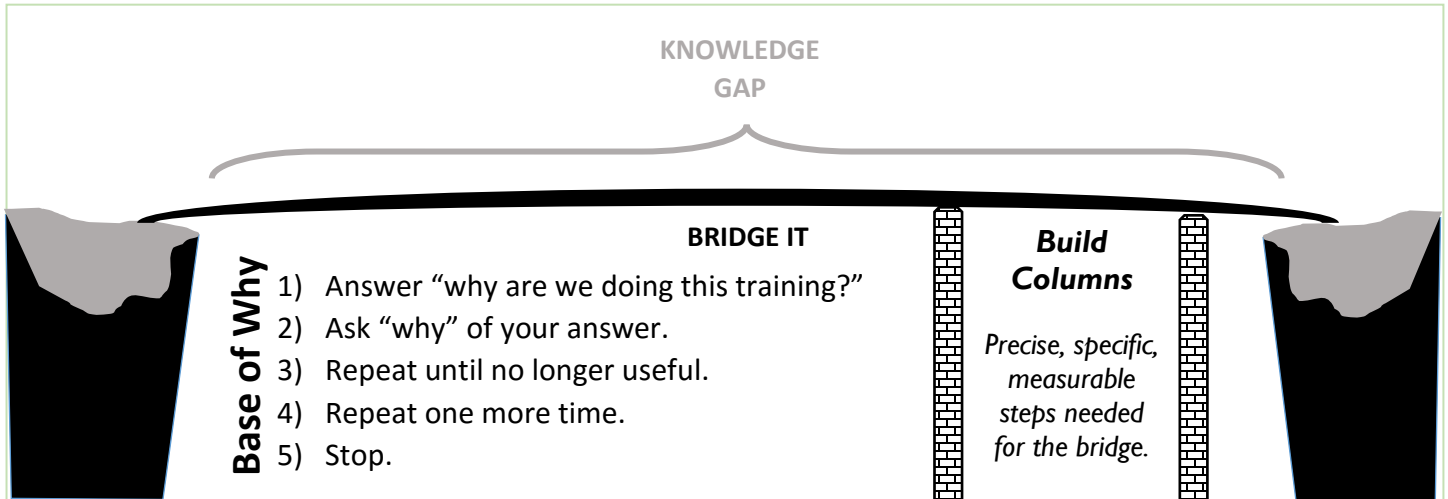 KNOWLEDGE
GAP
BRIDGE IT
Base of Why
1) Answer “why are we doing this training?”
2) Ask “why” of your answer.
3) Repeat until no longer useful.
4) Repeat one more time.
5) Stop.
Build
Columns
Precise, specific,
measurable
steps needed
for the bridge.